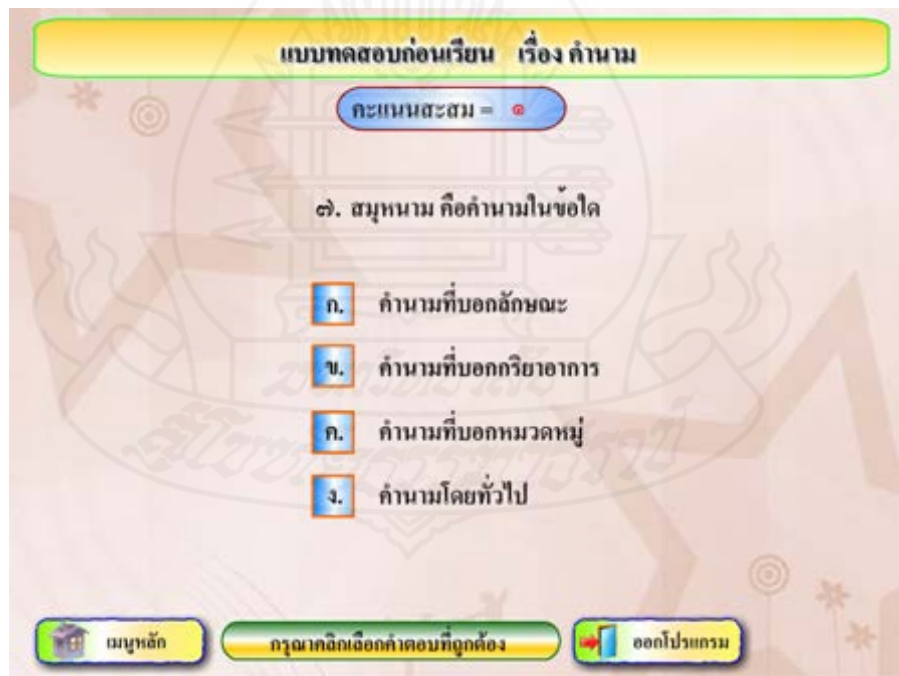 แบบทดสอบก่อนเรียน เรื่อง คำนาม
คะแนนสะสม = ๑
๗. สมุหนาม คือคำนามในข้อใด
ก. คำนามที่บอกลักษณะ
ข. คำนามที่บอกกริยาอาการ
ค. คำนามที่บอกหมวดหมู่
ง. คำนามโดยทั่วไป
เมนูหลัก กรุณาคลิกเลือกคำตอบที่ถูกต้อง ออกโปรแกรม